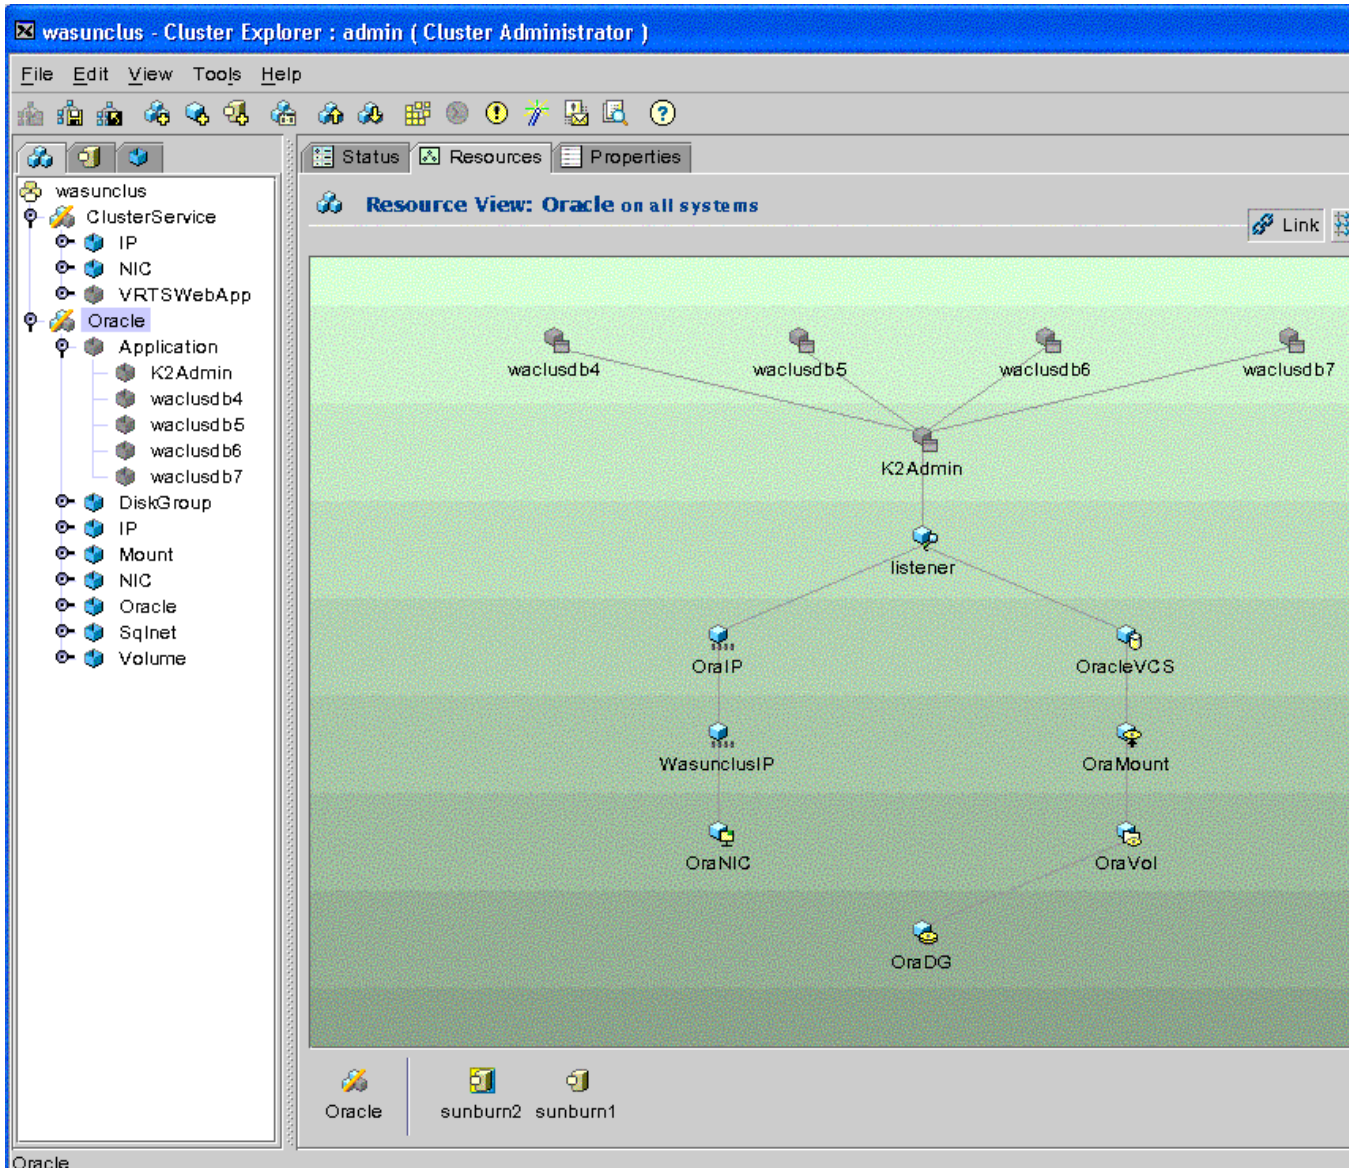 wasunclus - Cluster Explorer : admin ( Cluster Administrator )
File Edit View Tools Help
Status Resources Properties
wasunclus
ClusterService
IP
NIC
VRTSWebApp
Oracle
Application
K2Admin
waclusdb4
waclusdb5
waclusdb6
waclusdb7
DiskGroup
IP
Mount
NIC
Oracle
Sqlnet
Volume
Resource View: Oracle on all systems
Link
waclusdb4 waclusdb5 waclusdb6 waclusdb7
K2Admin
listener
OraIP OracleVCS
WasunclusIP OraMount
OraNIC OraVol
OraDG
Oracle sunburn2 sunburn1
Oracle